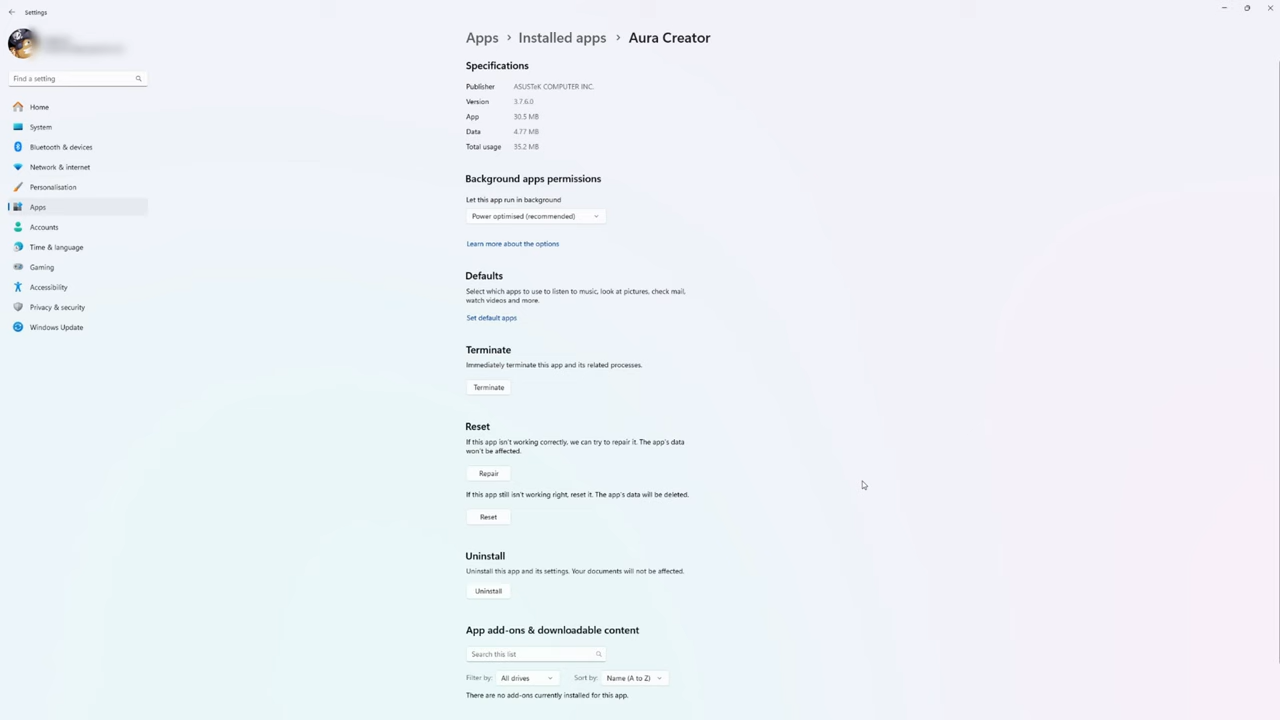 Settings
Find a setting
Home
System
Bluetooth & devices
Network & internet
Personalisation
Apps
Accounts
Time & language
Gaming
Accessibility
Privacy & security
Windows Update
Apps > Installed apps > Aura Creator
Specifications
Publisher ASUSTeK COMPUTER INC.
Version 3.7.6.0
App 30.5 MB
Data 4.77 MB
Total usage 35.2 MB
Background apps permissions
Let this app run in background
Power optimised (recommended)
Learn more about the options
Defaults
Select which apps to use to listen to music, look at pictures, check mail,
watch videos and more.
Set default apps
Terminate
Immediately terminate this app and its related processes.
Terminate
Reset
If this app isn't working correctly, we can try to repair it. The app's data
won't be affected.
Repair
If this app still isn't working right, reset it. The app's data will be deleted.
Reset
Uninstall
Uninstall this app and its settings. Your documents will not be affected.
Uninstall
App add-ons & downloadable content
Search this list
Filter by: All drives Sort by: Name (A to Z)
There are no add-ons currently installed for this app.